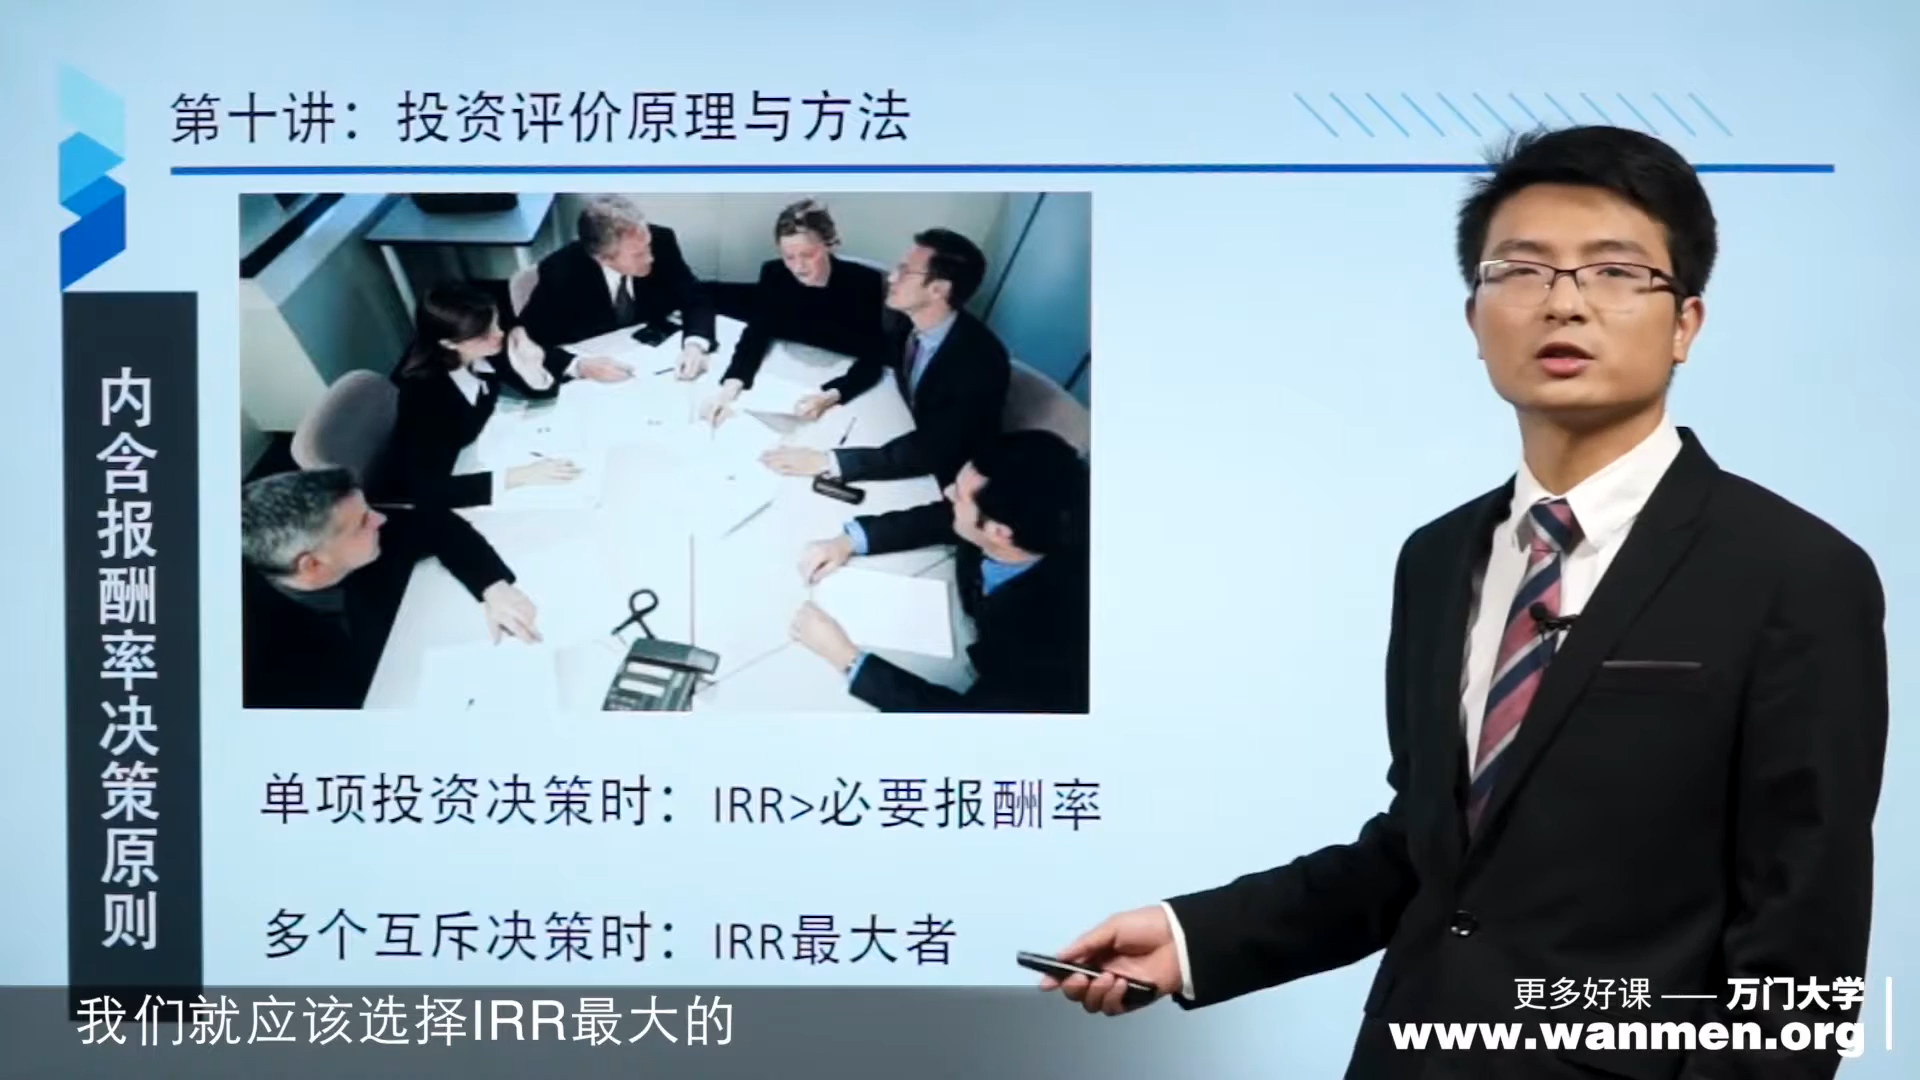 第十讲：投资评价原理与方法
内含报酬率决策原则
单项投资决策时：IRR>必要报酬率
多个互斥决策时：IRR最大者
我们就应该选择IRR最大的
更多好课 —— 万门大学
www.wanmen.org